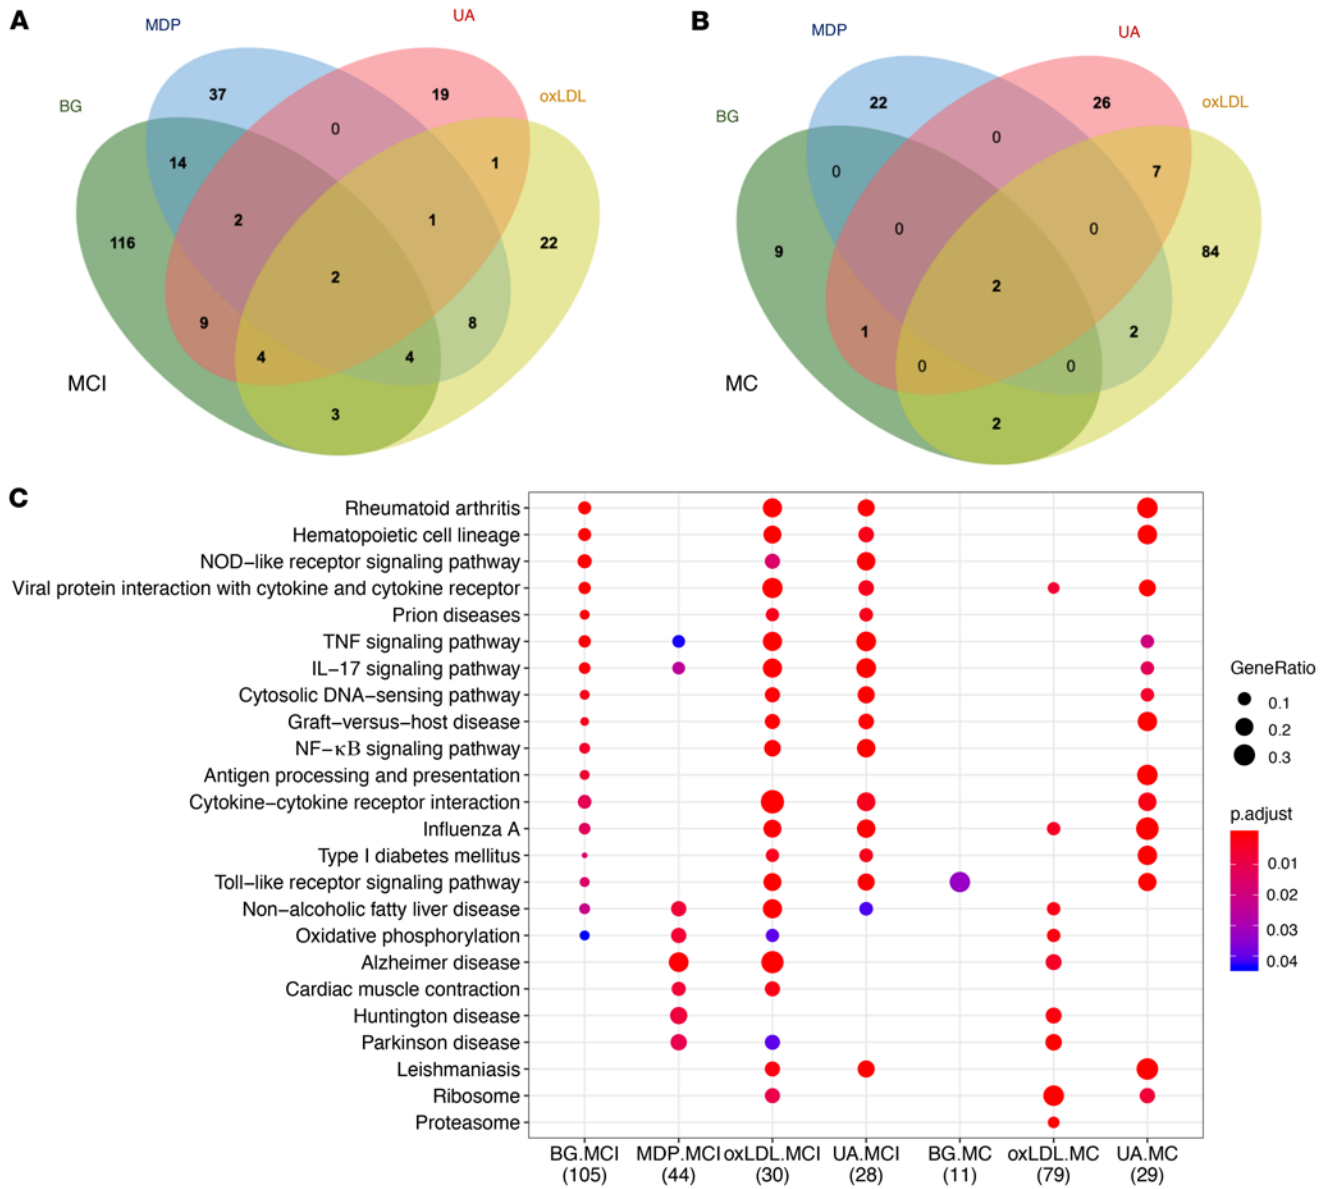 A
MDP
UA
BG
oxLDL
37
19
0
14
1
116
2
1
22
2
9
8
4
4
3
MCI
B
MDP
UA
BG
oxLDL
22
26
0
0
7
9
0
0
84
2
1
2
0
0
2
MC
C
Rheumatoid arthritis
Hematopoietic cell lineage
NOD−like receptor signaling pathway
Viral protein interaction with cytokine and cytokine receptor
Prion diseases
TNF signaling pathway
IL−17 signaling pathway
Cytosolic DNA−sensing pathway
Graft−versus−host disease
NF−κB signaling pathway
Antigen processing and presentation
Cytokine−cytokine receptor interaction
Influenza A
Type I diabetes mellitus
Toll−like receptor signaling pathway
Non−alcoholic fatty liver disease
Oxidative phosphorylation
Alzheimer disease
Cardiac muscle contraction
Huntington disease
Parkinson disease
Leishmaniasis
Ribosome
Proteasome
BG.MCI MDP.MCI oxLDL.MCI UA.MCI BG.MC oxLDL.MC UA.MC
(105) (44) (30) (28) (11) (79) (29)
GeneRatio
0.1
0.2
0.3
p.adjust
0.01
0.02
0.03
0.04